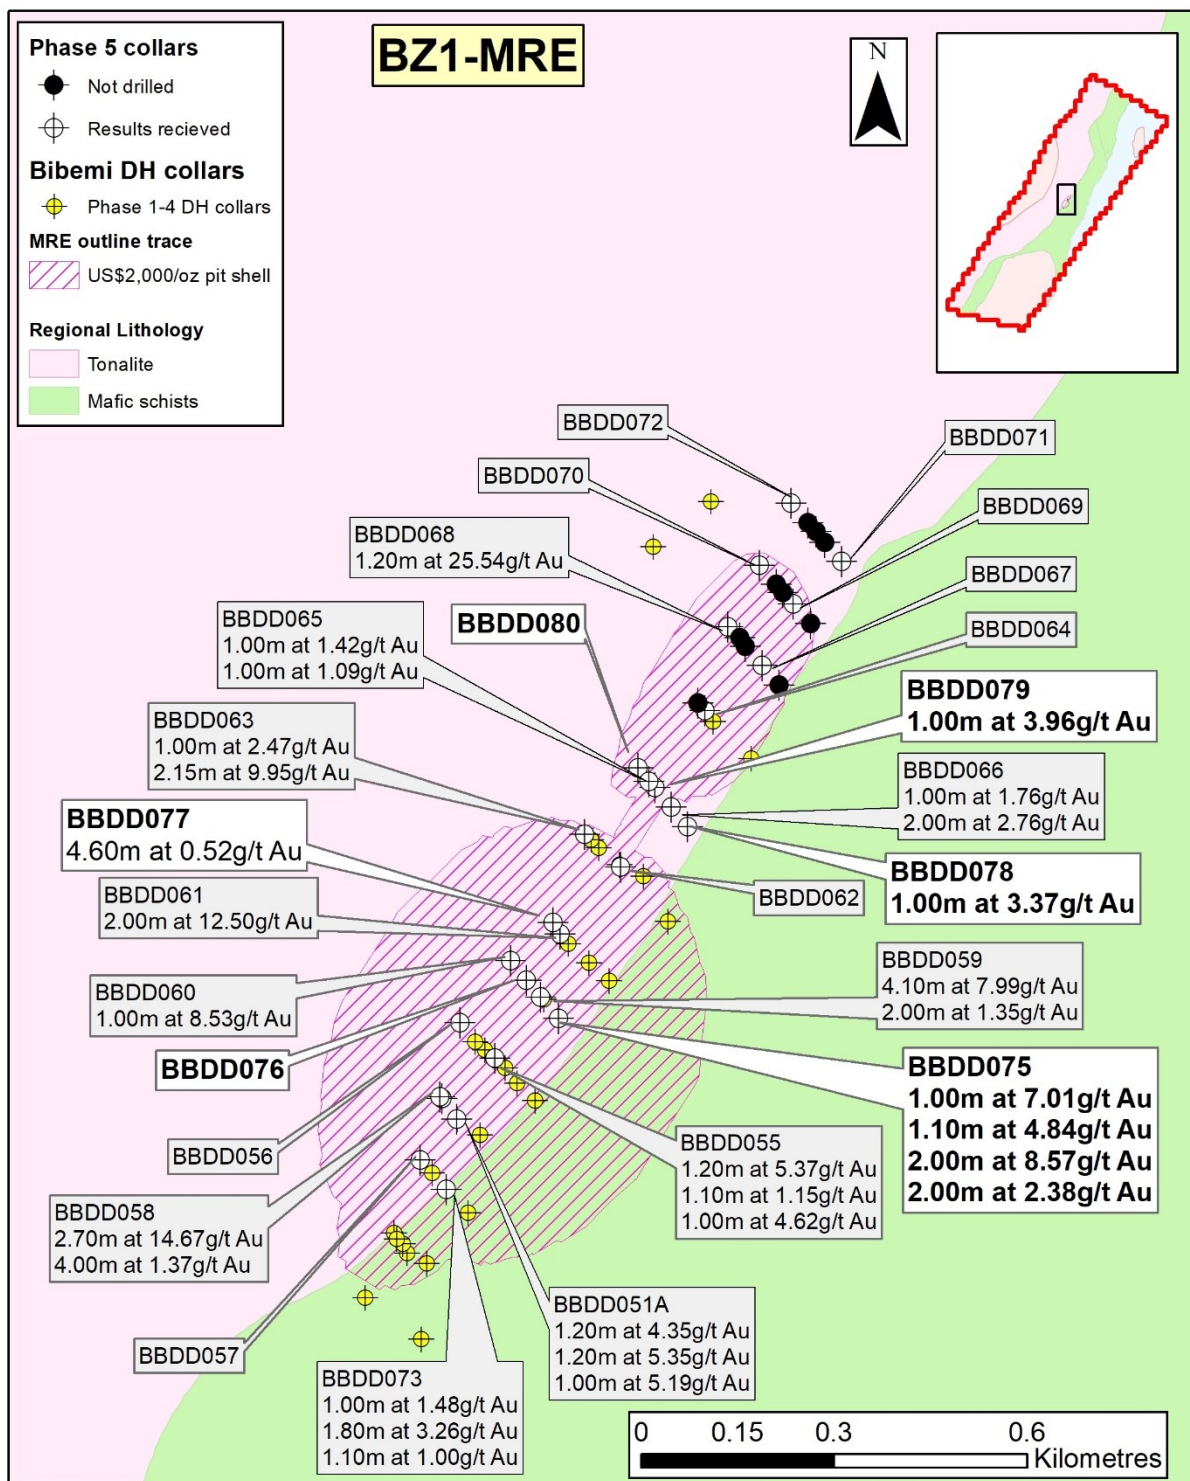 BZ1-MRE
N
Phase 5 collars
Not drilled
Results recieved
Bibemi DH collars
Phase 1-4 DH collars
MRE outline trace
US$2,000/oz pit shell
Regional Lithology
Tonalite
Mafic schists
BBDD072
BBDD071
BBDD070
BBDD069
BBDD068
1.20m at 25.54g/t Au
BBDD067
BBDD065
1.00m at 1.42g/t Au
1.00m at 1.09g/t Au
BBDD080
BBDD064
BBDD079
1.00m at 3.96g/t Au
BBDD063
1.00m at 2.47g/t Au
2.15m at 9.95g/t Au
BBDD066
1.00m at 1.76g/t Au
2.00m at 2.76g/t Au
BBDD077
4.60m at 0.52g/t Au
BBDD078
1.00m at 3.37g/t Au
BBDD061
2.00m at 12.50g/t Au
BBDD062
BBDD060
1.00m at 8.53g/t Au
BBDD059
4.10m at 7.99g/t Au
2.00m at 1.35g/t Au
BBDD076
BBDD075
1.00m at 7.01g/t Au
1.10m at 4.84g/t Au
2.00m at 8.57g/t Au
2.00m at 2.38g/t Au
BBDD056
BBDD055
1.20m at 5.37g/t Au
1.10m at 1.15g/t Au
1.00m at 4.62g/t Au
BBDD058
2.70m at 14.67g/t Au
4.00m at 1.37g/t Au
BBDD051A
1.20m at 4.35g/t Au
1.20m at 5.35g/t Au
1.00m at 5.19g/t Au
BBDD057
BBDD073
1.00m at 1.48g/t Au
1.80m at 3.26g/t Au
1.10m at 1.00g/t Au
0 0.15 0.3 0.6
Kilometres